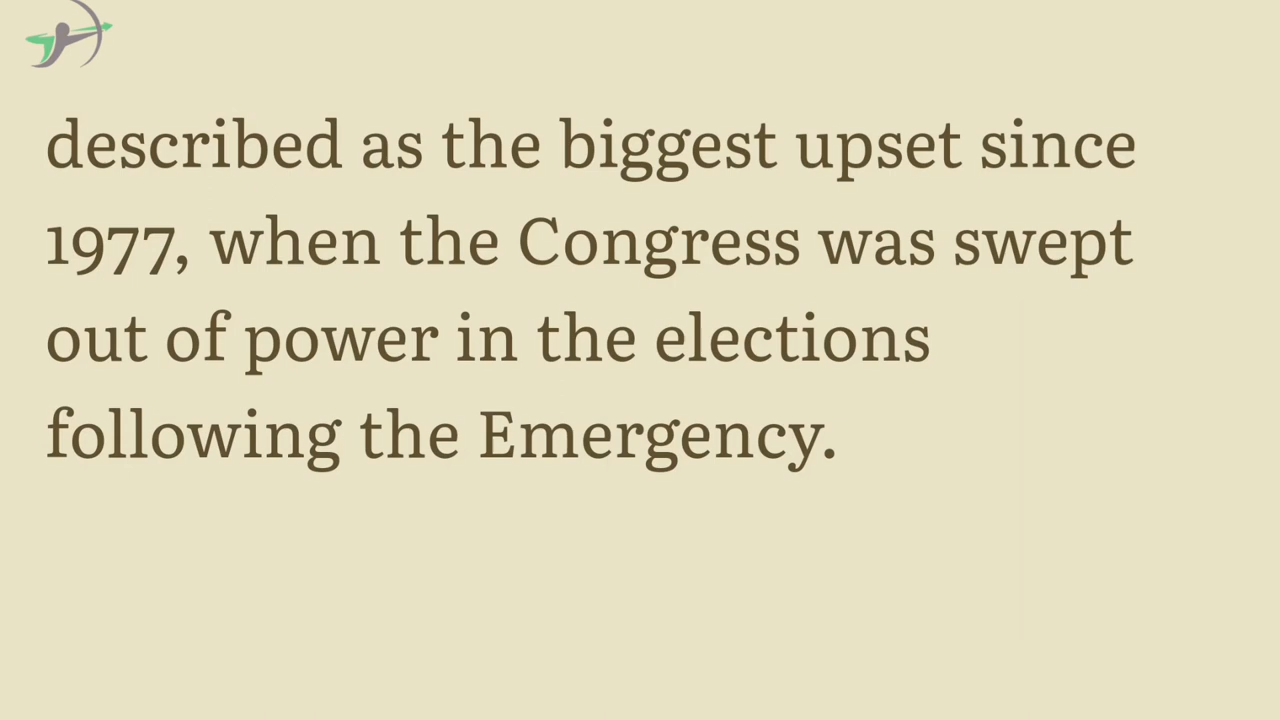 described as the biggest upset since
1977, when the Congress was swept
out of power in the elections
following the Emergency.